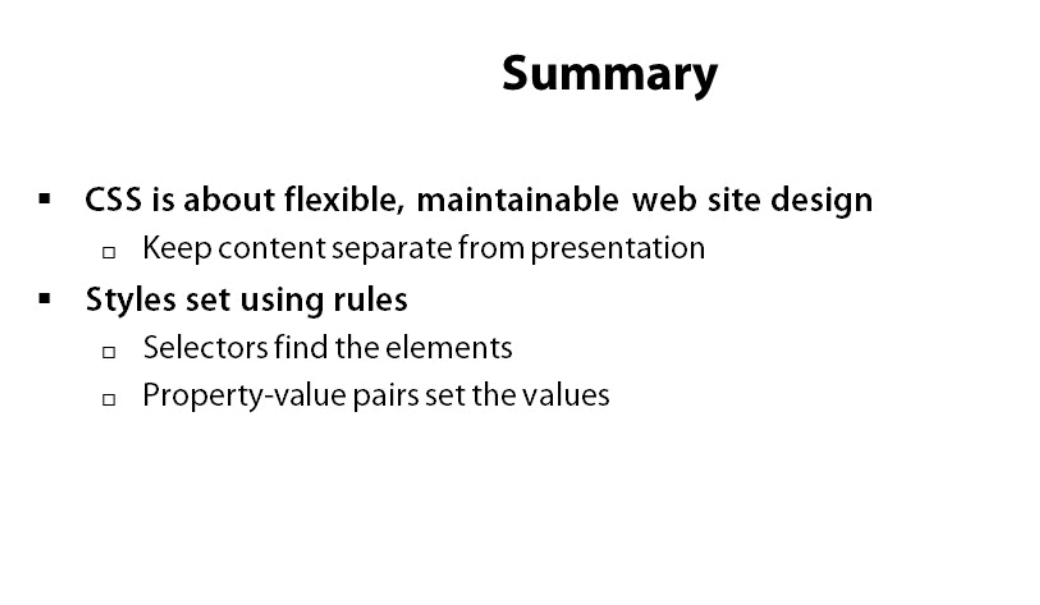 Summary
▪ CSS is about flexible, maintainable web site design
▫ Keep content separate from presentation
▪ Styles set using rules
▫ Selectors find the elements
▫ Property-value pairs set the values